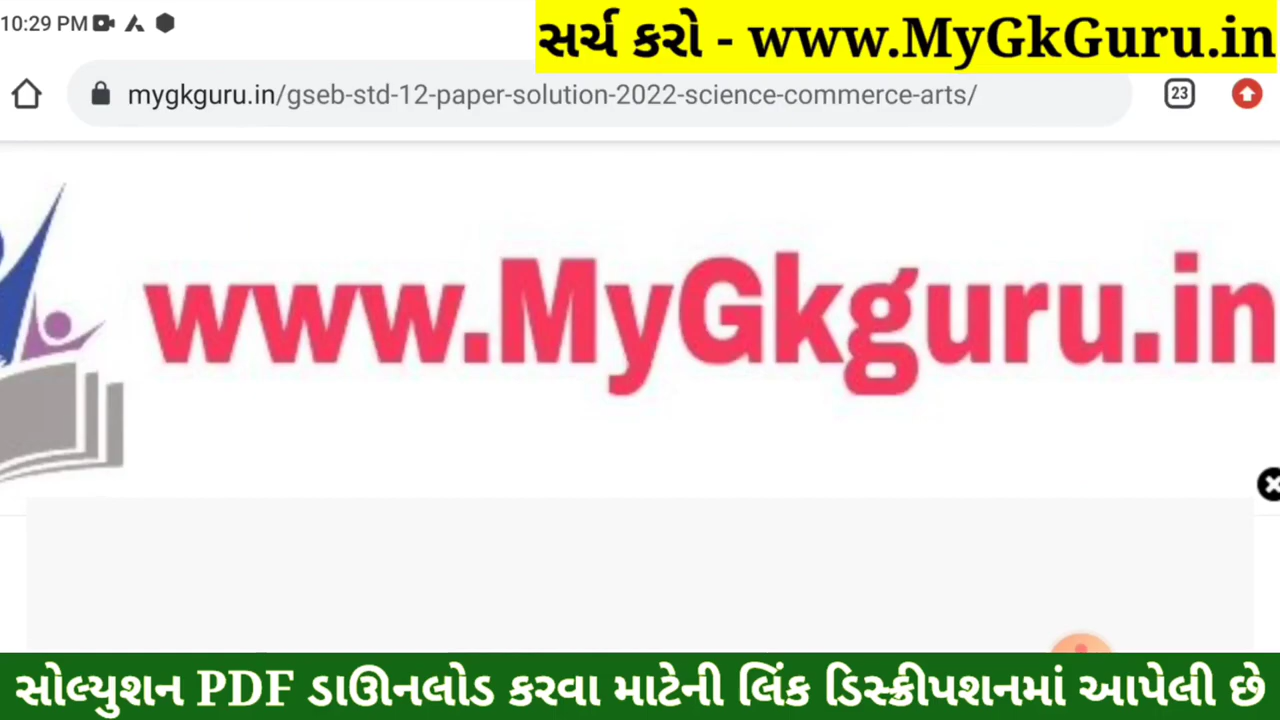 10:29 PM
સર્ચ કરો - www.MyGkGuru.in
mygkguru.in/gseb-std-12-paper-solution-2022-science-commerce-arts/
23
www.MyGkguru.in
સોલ્યુશન PDF ડાઊનલોડ કરવા માટેની લિંક ડિસ્ક્રીપશનમાં આપેલી છે